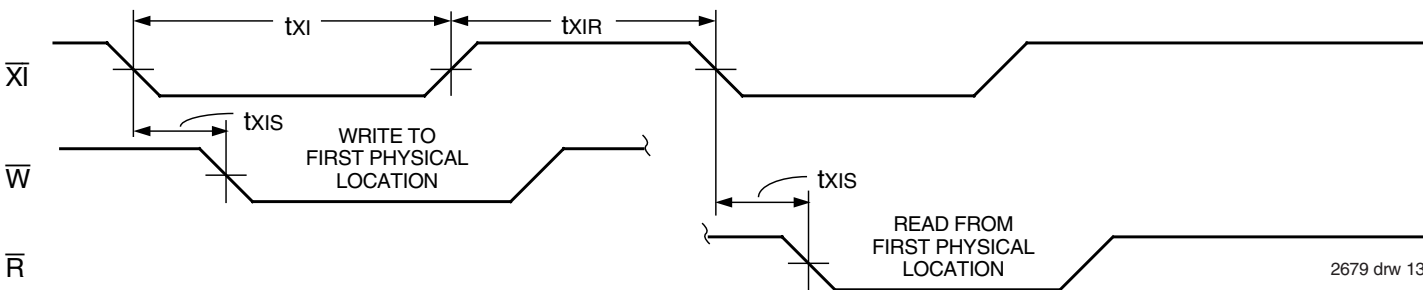 tXI
tXIR
XI
tXIS
WRITE TO
FIRST PHYSICAL
LOCATION
W
tXIS
READ FROM
FIRST PHYSICAL
LOCATION
R
2679 drw 13